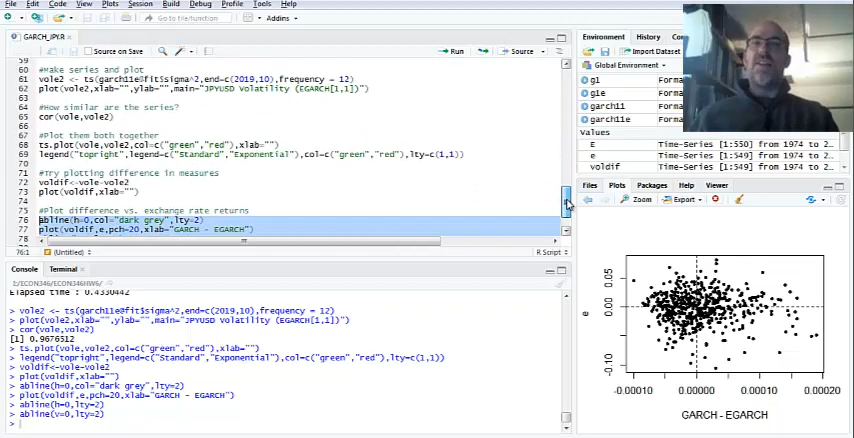 File Edit Code View Plots Session Build Debug Profile Tools Help
Go to file/function Addins
GARCH_JPY.R
Source on Save Run Source
59
60 #Make series and plot
61 vole2 <- ts(garch11e@fit$sigma^2,end=c(2019,10),frequency = 12)
62 plot(vole2,xlab="",ylab="",main="JPYUSD Volatility (EGARCH[1,1])")
63
64 #How similar are the series?
65 cor(vole,vole2)
66
67 #Plot them both together
68 ts.plot(vole,vole2,col=c("green","red"),xlab="")
69 legend("topright",legend=c("Standard","Exponential"),col=c("green","red"),lty=c(1,1))
70
71 #Try plotting difference in measures
72 voldif<-vole-vole2
73 plot(voldif,xlab="")
74
75 #Plot difference vs. exchange rate returns
76 abline(h=0,col="dark grey",lty=2)
77 plot(voldif,e,pch=20,xlab="GARCH - EGARCH")
78
76:1 (Untitled) R Script
Console Terminal
I:/ECON346/ECON346HW6/
Elapsed time : 0.4330442
> vole2 <- ts(garch11e@fit$sigma^2,end=c(2019,10),frequency = 12)
> plot(vole2,xlab="",ylab="",main="JPYUSD Volatility (EGARCH[1,1])")
> cor(vole,vole2)
[1] 0.9676512
> ts.plot(vole,vole2,col=c("green","red"),xlab="")
> legend("topright",legend=c("Standard","Exponential"),col=c("green","red"),lty=c(1,1))
> voldif<-vole-vole2
> plot(voldif,xlab="")
> abline(h=0,col="dark grey",lty=2)
> plot(voldif,e,pch=20,xlab="GARCH - EGARCH")
> abline(h=0,lty=2)
> abline(v=0,lty=2)
>
Environment History
Import Dataset
Global Environment
g1 Forma
g1e Forma
garch11 Forma
garch11e Forma
Values
E Time-Series [1:550] from 1974 to 2...
e Time-Series [1:549] from 1974 to 2...
voldif Time-Series [1:549] from 1974 to 2...
Files Plots Packages Help Viewer
Zoom Export
e
0.05
0.00
-0.10
-0.00010 0.00000 0.00010 0.00020
GARCH - EGARCH